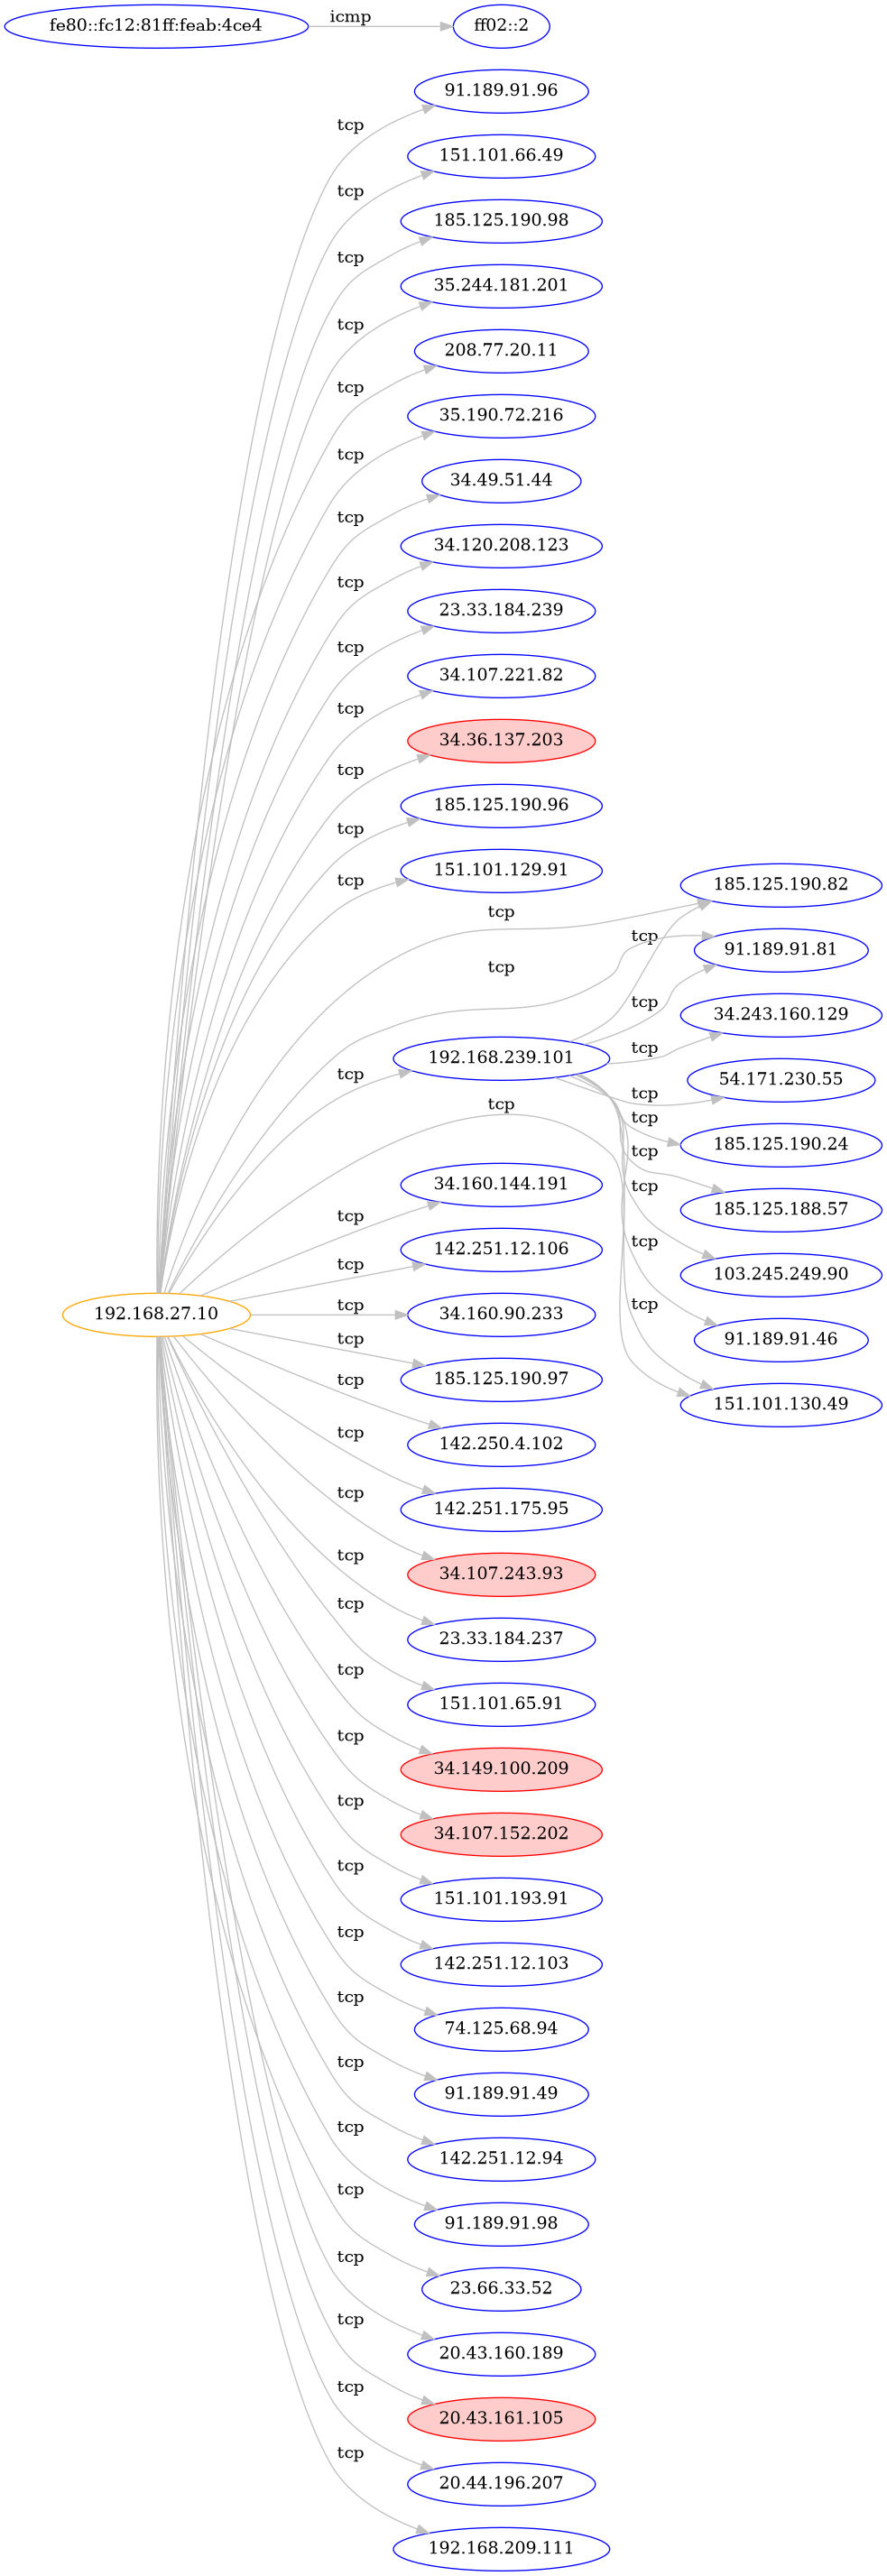 fe80::fc12:81ff:feab:4ce4
icmp
ff02::2
91.189.91.96
tcp
151.101.66.49
tcp
185.125.190.98
tcp
35.244.181.201
tcp
208.77.20.11
tcp
35.190.72.216
tcp
34.49.51.44
tcp
34.120.208.123
tcp
23.33.184.239
tcp
34.107.221.82
tcp
34.36.137.203
tcp
185.125.190.96
tcp
151.101.129.91
tcp
185.125.190.82
tcp
tcp
91.189.91.81
tcp
tcp
34.243.160.129
192.168.239.101
tcp
tcp
54.171.230.55
tcp
tcp
tcp
185.125.190.24
tcp
34.160.144.191
tcp
185.125.188.57
tcp
142.251.12.106
tcp
103.245.249.90
tcp
192.168.27.10
tcp
34.160.90.233
tcp
91.189.91.46
tcp
185.125.190.97
151.101.130.49
tcp
142.250.4.102
tcp
142.251.175.95
tcp
34.107.243.93
tcp
23.33.184.237
tcp
151.101.65.91
tcp
34.149.100.209
tcp
34.107.152.202
tcp
151.101.193.91
tcp
142.251.12.103
tcp
74.125.68.94
tcp
91.189.91.49
tcp
142.251.12.94
tcp
91.189.91.98
tcp
23.66.33.52
tcp
20.43.160.189
tcp
20.43.161.105
tcp
20.44.196.207
tcp
192.168.209.111